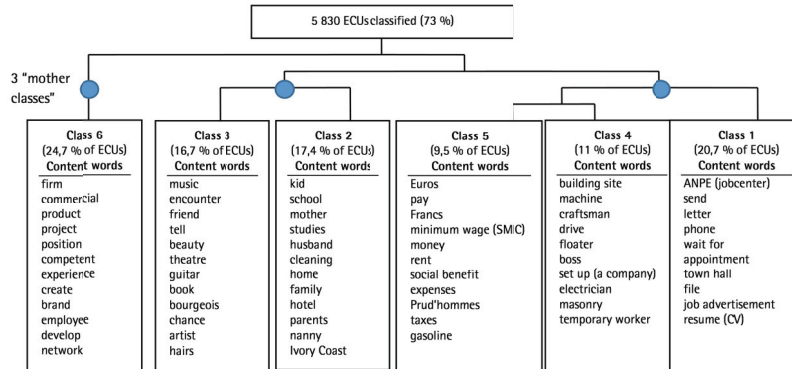 5 830 ECUs classified (73 %)
3 "mother
classes"
Class 6
(24,7 % of ECUs)
Content words
firm
commercial
product
project
position
competent
experience
create
brand
employee
develop
network
Class 3
(16,7 % of ECUs)
Content words
music
encounter
friend
tell
beauty
theatre
guitar
book
bourgeois
chance
artist
hairs
Class 2
(17,4 % of ECUs)
Content words
kid
school
mother
studies
husband
cleaning
home
family
hotel
parents
nanny
Ivory Coast
Class 5
(9,5 % of ECUs)
Content words
Euros
pay
Francs
minimum wage (SMIC)
money
rent
social benefit
expenses
Prud'hommes
taxes
gasoline
Class 4
(11 % of ECUs)
Content words
building site
machine
craftsman
drive
floater
boss
set up (a company)
electrician
masonry
temporary worker
Class 1
(20,7 % of ECUs)
Content words
ANPE (jobcenter)
send
letter
phone
wait for
appointment
town hall
file
job advertisement
resume (CV)